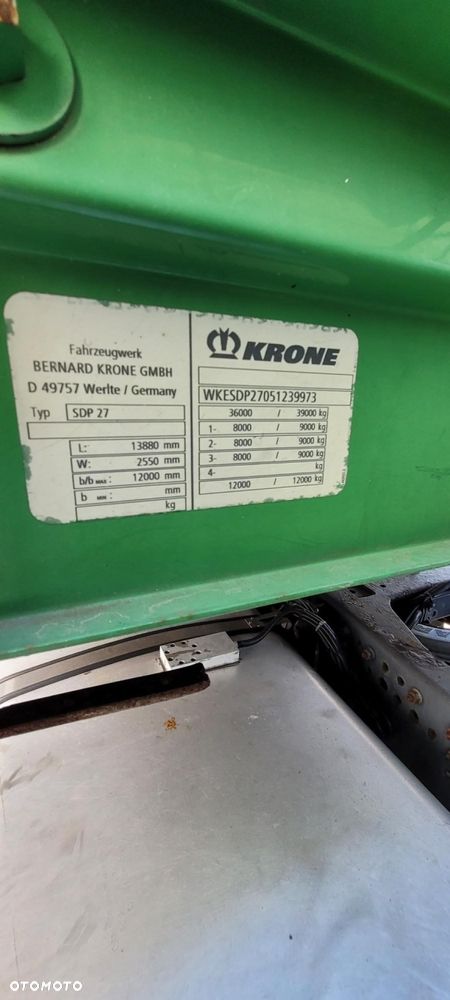 Fahrzeugwerk
BERNARD KRONE GMBH
D 49757 Werlte / Germany
Typ SDP 27
L: 13880 mm
W: 2550 mm
b/b MAX : 12000 mm
b MIN : mm
kg
KRONE
WKESDP27051239973
36000 / 39000 kg
1- 8000 / 9000 kg
2- 8000 / 9000 kg
3- 8000 / 9000 kg
4- kg
12000 / 12000 kg
OTOMOTO